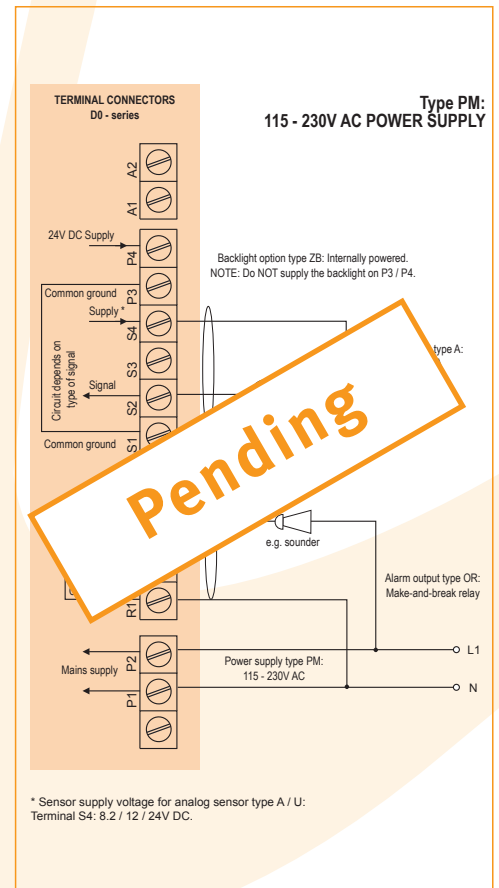 TERMINAL CONNECTORS
D0 - series
Type PM:
115 - 230V AC POWER SUPPLY
A2
A1
24V DC Supply
P4
Backlight option type ZB: Internally powered.
NOTE: Do NOT supply the backlight on P3 / P4.
Common ground
P3
Supply *
S4
type A:
Circuit depends on
type of signal
S3
Signal
S2
Common ground
S1
Pending
e.g. sounder
Alarm output type OR:
Make-and-break relay
R1
P2
L1
Mains supply
Power supply type PM:
115 - 230V AC
P1
N
* Sensor supply voltage for analog sensor type A / U:
Terminal S4: 8.2 / 12 / 24V DC.